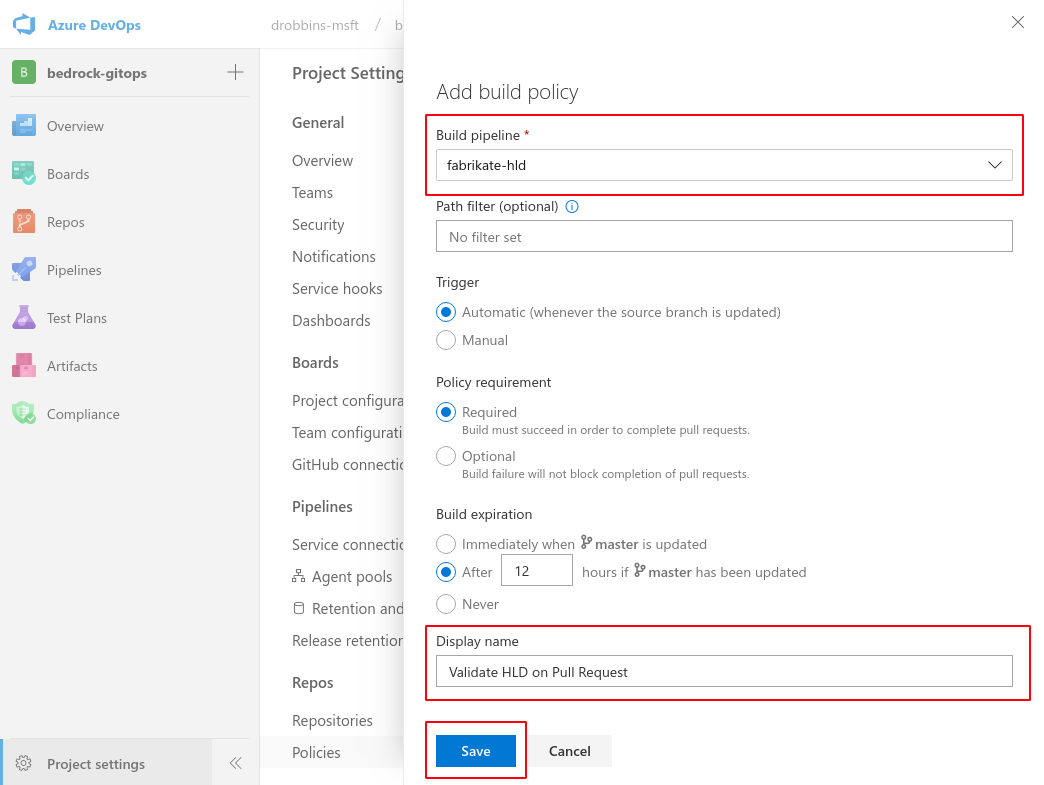 Azure DevOps
drobbins-msft / b
B bedrock-gitops
Overview
Boards
Repos
Pipelines
Test Plans
Artifacts
Compliance
Project settings
Project Setting
General
Overview
Teams
Security
Notifications
Service hooks
Dashboards
Boards
Project configura
Team configurati
GitHub connectio
Pipelines
Service connectio
Agent pools
Retention and
Release retention
Repos
Repositories
Policies
Add build policy
Build pipeline *
fabrikate-hld
Path filter (optional)
No filter set
Trigger
Automatic (whenever the source branch is updated)
Manual
Policy requirement
Required
Build must succeed in order to complete pull requests.
Optional
Build failure will not block completion of pull requests.
Build expiration
Immediately when master is updated
After 12 hours if master has been updated
Never
Display name
Validate HLD on Pull Request
Save Cancel